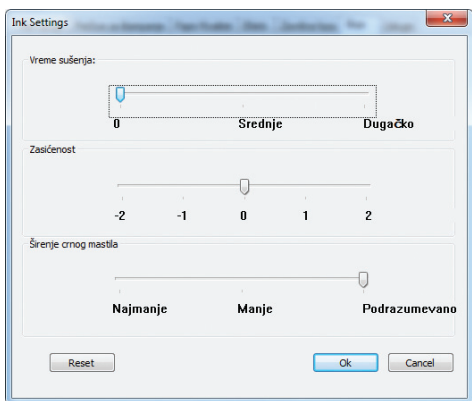 Ink Settings
Vreme sušenja:
0 Srednje Dugačko
Zasićenost
-2 -1 0 1 2
Širenje crnog mastila
Najmanje Manje Podrazumevano
Reset Ok Cancel